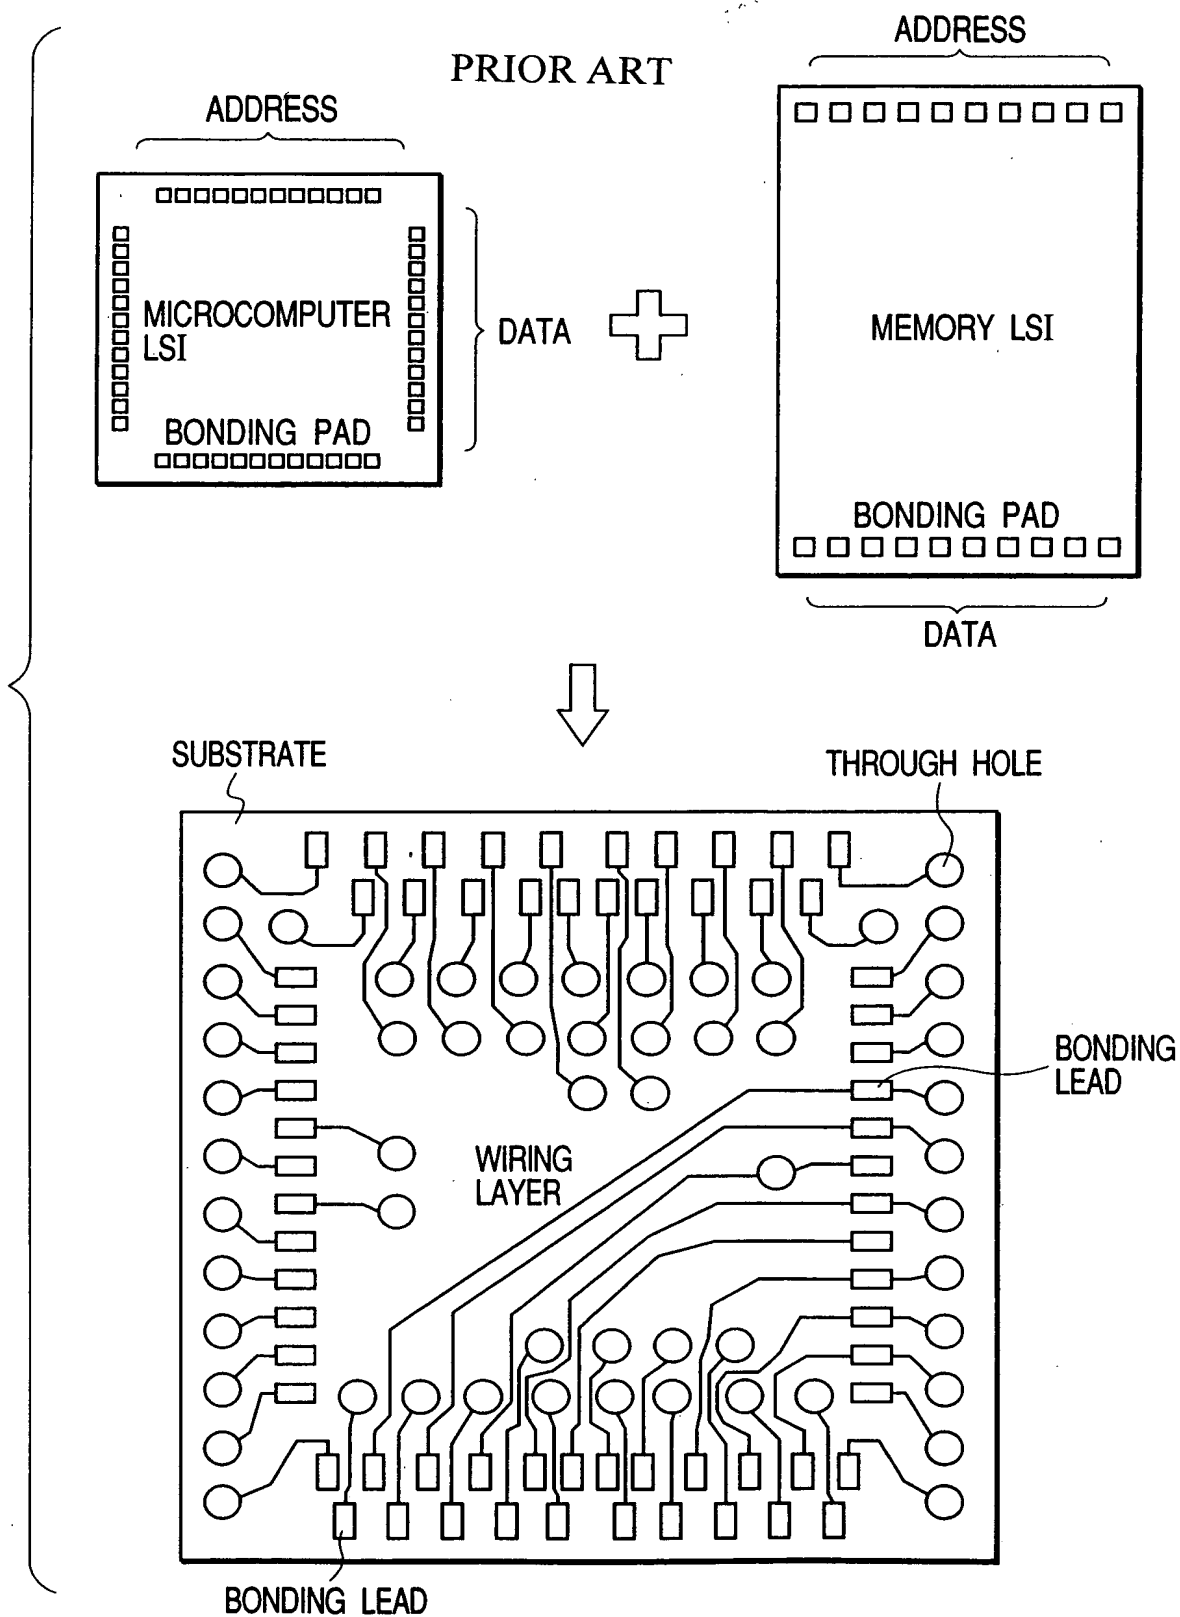 PRIOR ART
ADDRESS
ADDRESS
MICROCOMPUTER
LSI
DATA
BONDING PAD
MEMORY LSI
BONDING PAD
DATA
SUBSTRATE
THROUGH HOLE
BONDING
LEAD
WIRING
LAYER
BONDING LEAD